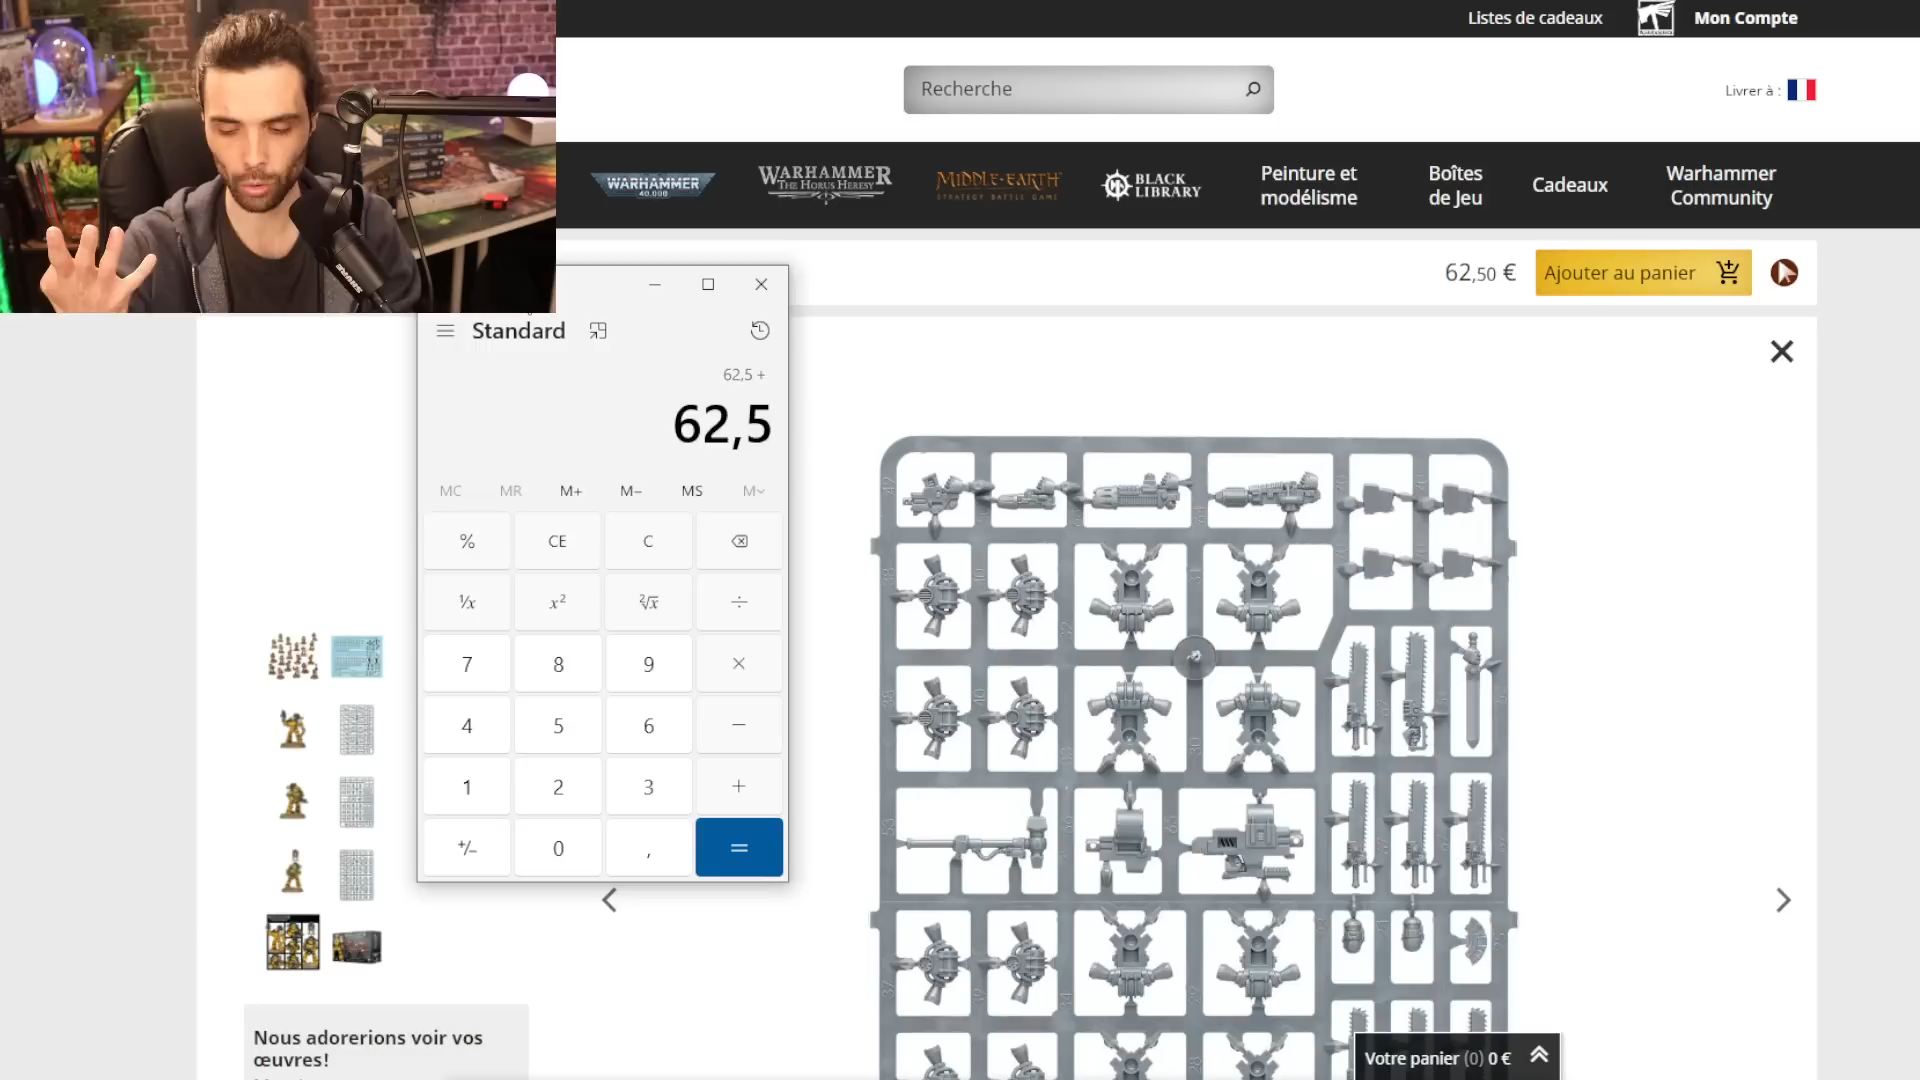 Listes de cadeaux
Mon Compte
Recherche
Livrer à :
WARHAMMER
40,000
WARHAMMER
THE HORUS HERESY
MIDDLE-EARTH
STRATEGY BATTLE GAME
BLACK
LIBRARY
Peinture et
modélisme
Boîtes
de Jeu
Cadeaux
Warhammer
Community
62,50 €
Ajouter au panier
Standard
62,5 +
62,5
MC MR M+ M− MS M
% CE C
¹/x x² ²√x ÷
7 8 9 ×
4 5 6 −
1 2 3 +
+/− 0 , =
Nous adorerions voir vos
œuvres!
Votre panier (0) 0 €